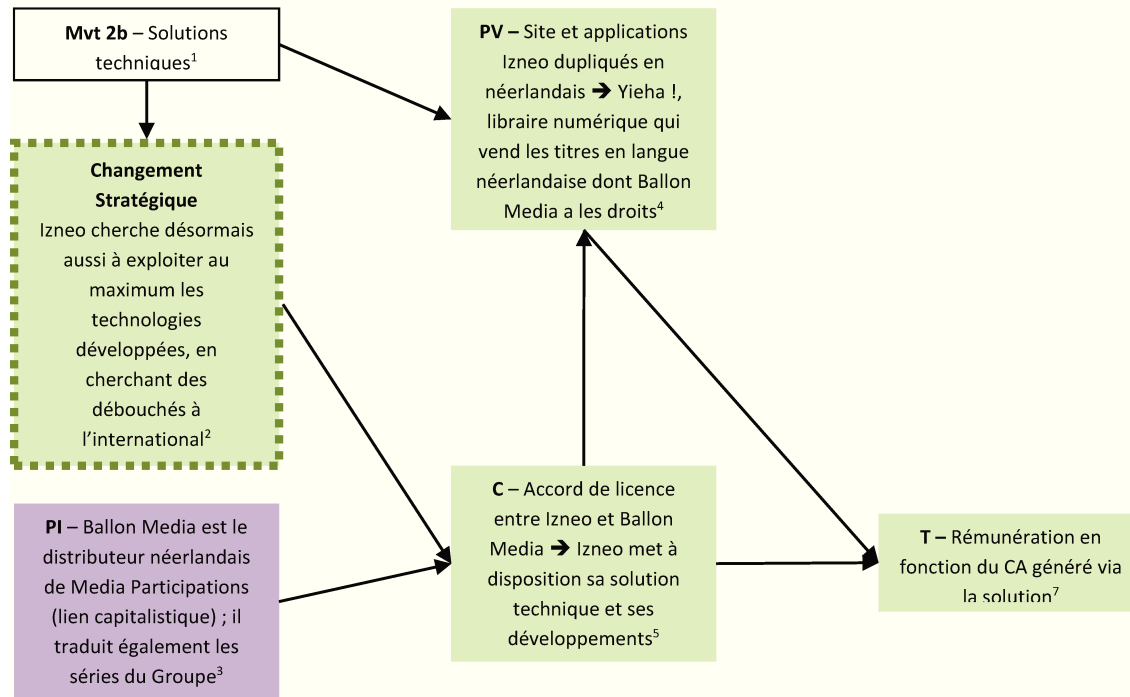 Mvt 2b – Solutions
techniques¹
Changement
Stratégique
Izneo cherche désormais
aussi à exploiter au
maximum les
technologies
développées, en
cherchant des
débouchés à
l’international²
PI – Ballon Media est le
distributeur néerlandais
de Media Participations
(lien capitalistique) ; il
traduit également les
séries du Groupe³
PV – Site et applications
Izneo dupliqués en
néerlandais ➔ Yieha !,
libraire numérique qui
vend les titres en langue
néerlandaise dont Ballon
Media a les droits⁴
C – Accord de licence
entre Izneo et Ballon
Media ➔ Izneo met à
disposition sa solution
technique et ses
développements⁵
T – Rémunération en
fonction du CA généré via
la solution⁷